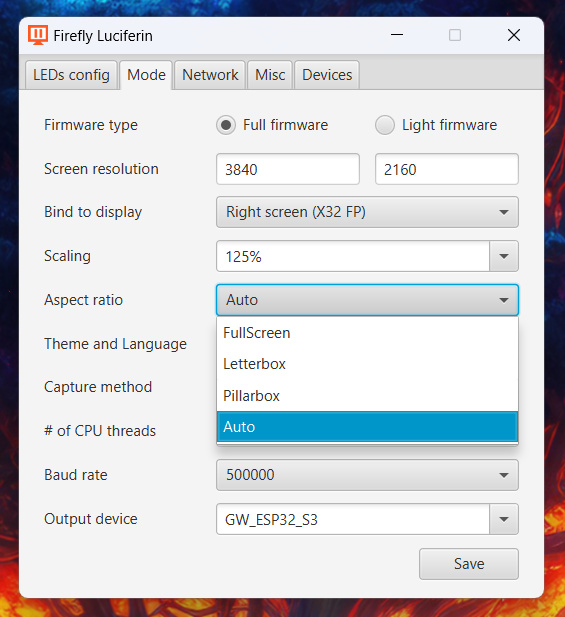 Firefly Luciferin
LEDs config Mode Network Misc Devices
Firmware type Full firmware Light firmware
Screen resolution 3840 2160
Bind to display Right screen (X32 FP)
Scaling 125%
Aspect ratio Auto
FullScreen
Theme and Language
Letterbox
Capture method
Pillarbox
# of CPU threads
Auto
Baud rate 500000
Output device GW_ESP32_S3
Save